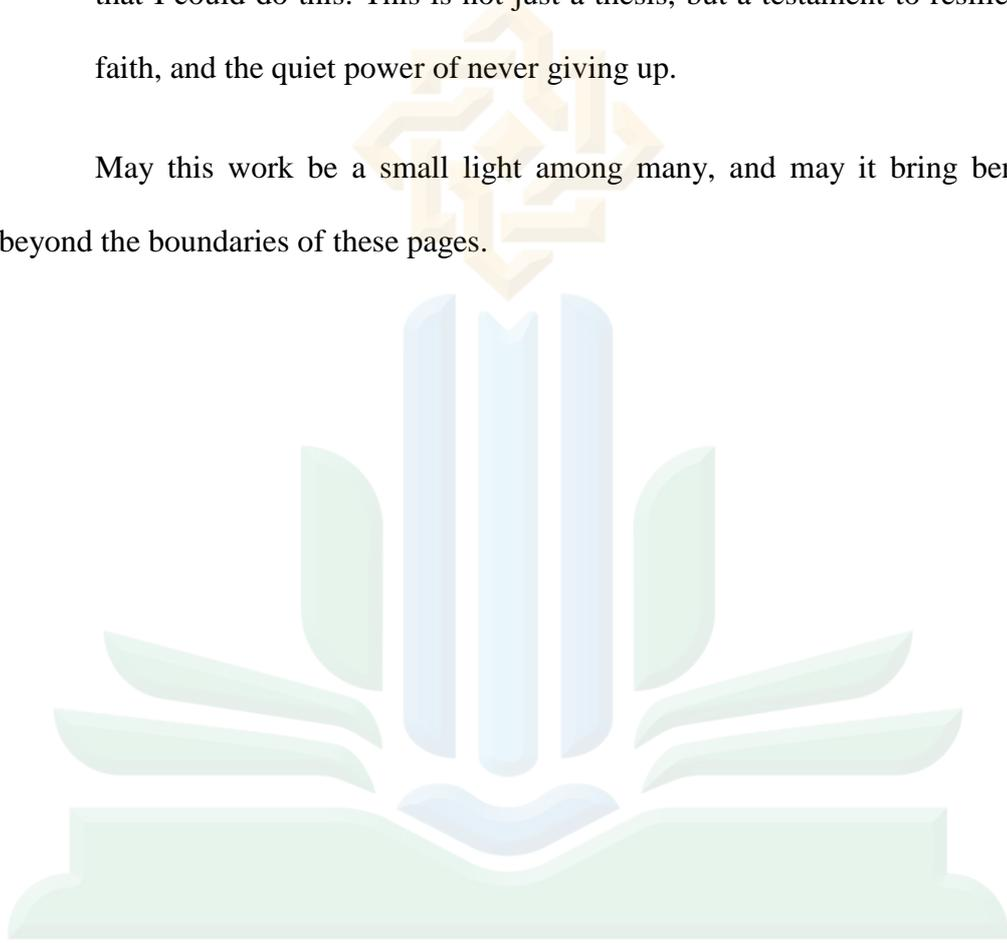 that I could do this. This is not just a thesis, but a testament to
faith, and the quiet power of never giving up.
May this work be a small light among many, and may it bring
beyond the boundaries of these pages.